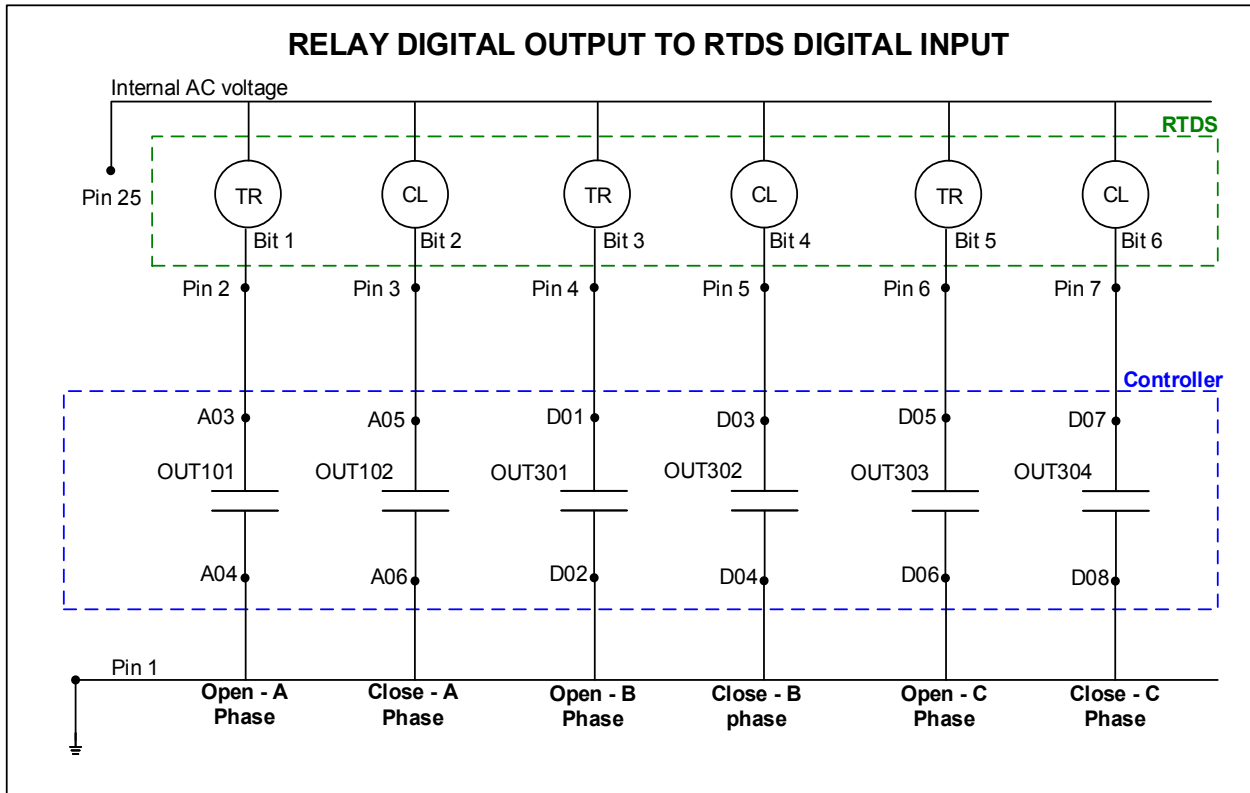 RELAY DIGITAL OUTPUT TO RTDS DIGITAL INPUT
Internal AC voltage
RTDS
Pin 25
TR CL TR CL TR CL
Bit 1 Bit 2 Bit 3 Bit 4 Bit 5 Bit 6
Pin 2 Pin 3 Pin 4 Pin 5 Pin 6 Pin 7
Controller
A03 A05 D01 D03 D05 D07
OUT101 OUT102 OUT301 OUT302 OUT303 OUT304
A04 A06 D02 D04 D06 D08
Pin 1
Open - A Close - A Open - B Close - B Open - C Close - C
Phase Phase Phase phase Phase Phase